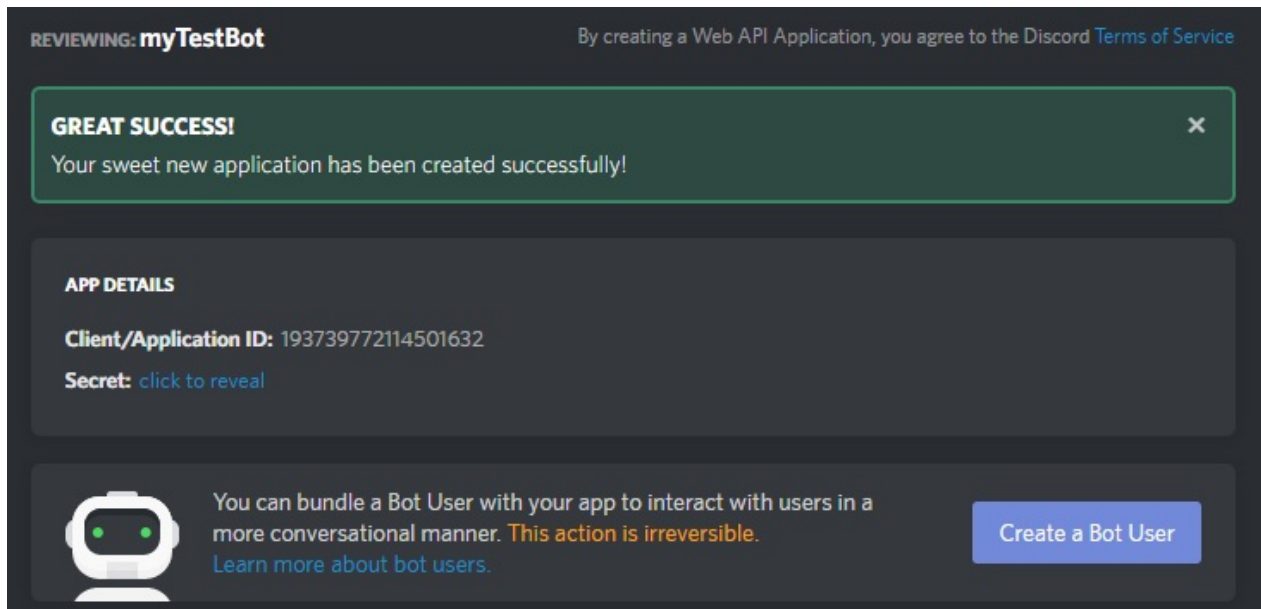 REVIEWING: myTestBot
By creating a Web API Application, you agree to the Discord Terms of Service
GREAT SUCCESS!
Your sweet new application has been created successfully!
APP DETAILS
Client/Application ID: 193739772114501632
Secret: click to reveal
You can bundle a Bot User with your app to interact with users in a
more conversational manner. This action is irreversible.
Learn more about bot users.
Create a Bot User